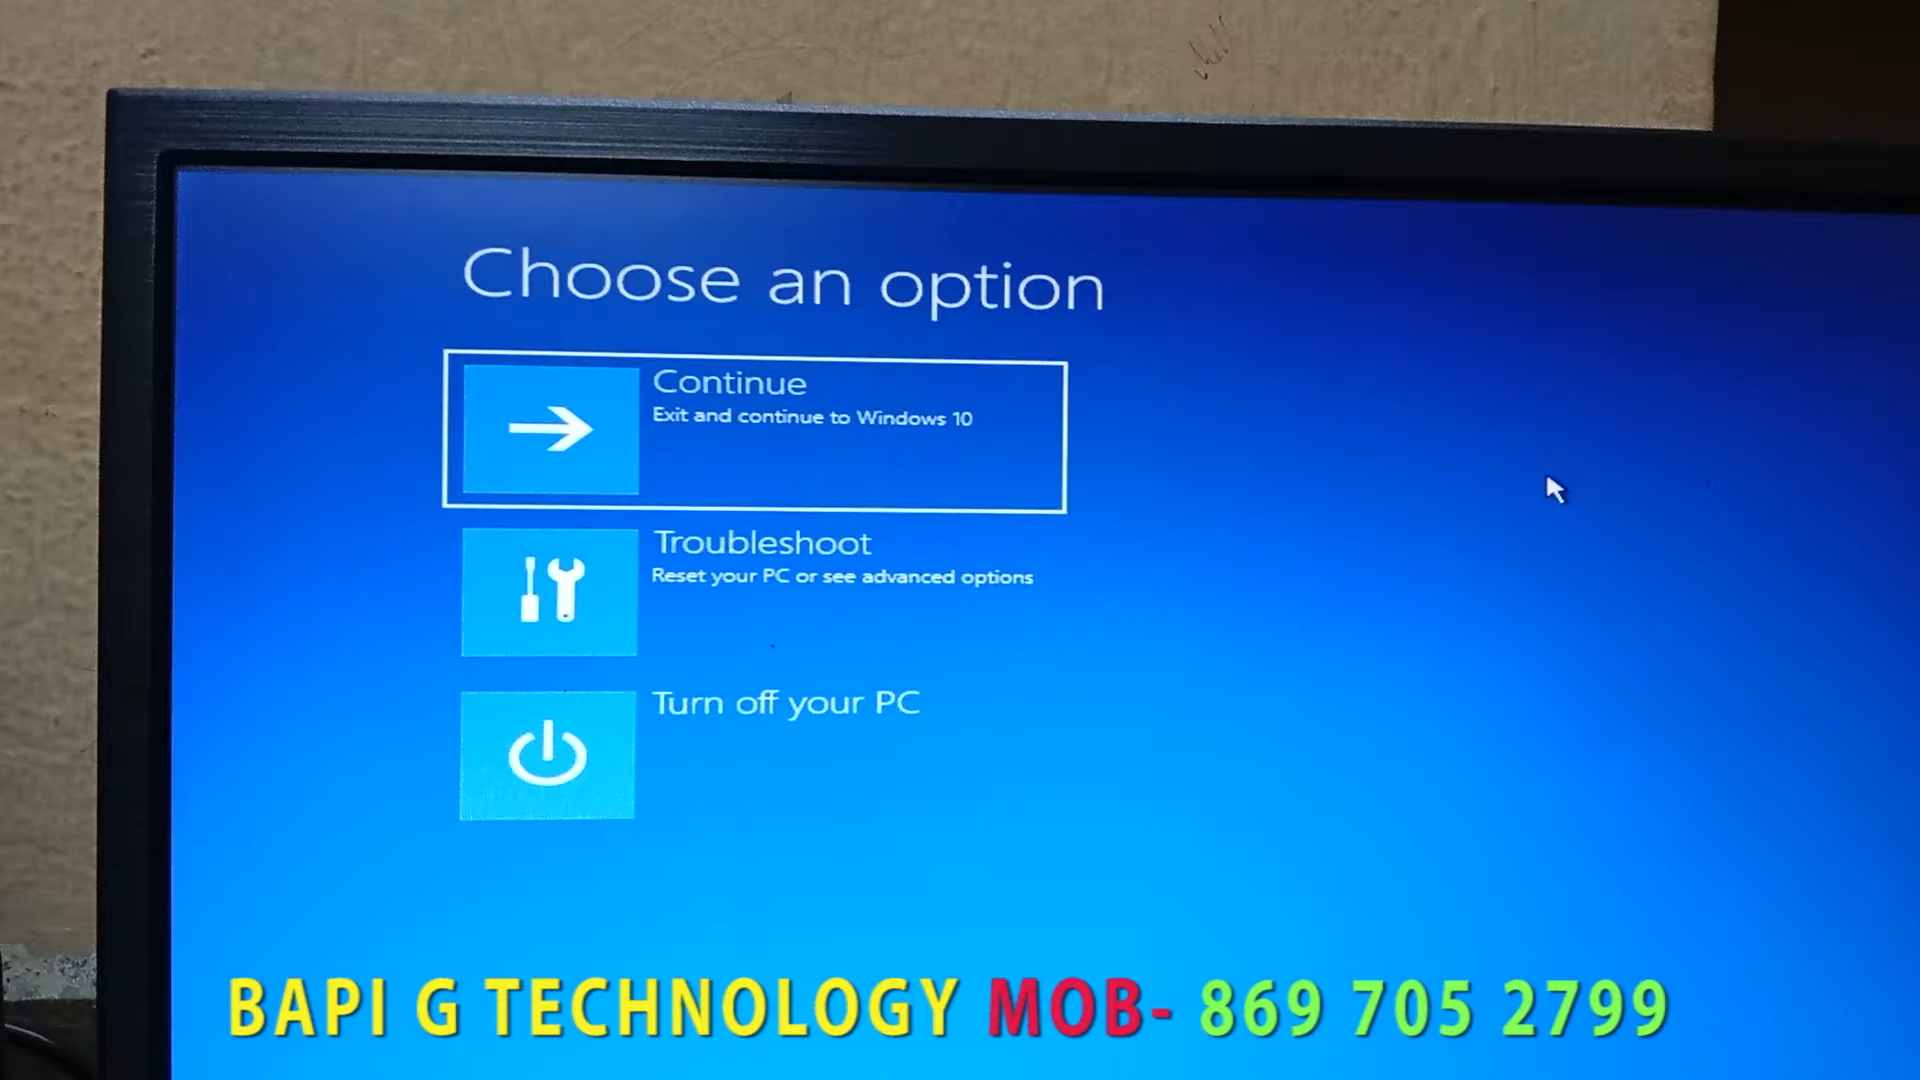 Choose an option
Continue
Exit and continue to Windows 10
Troubleshoot
Reset your PC or see advanced options
Turn off your PC
BAPI G TECHNOLOGY MOB- 869 705 2799